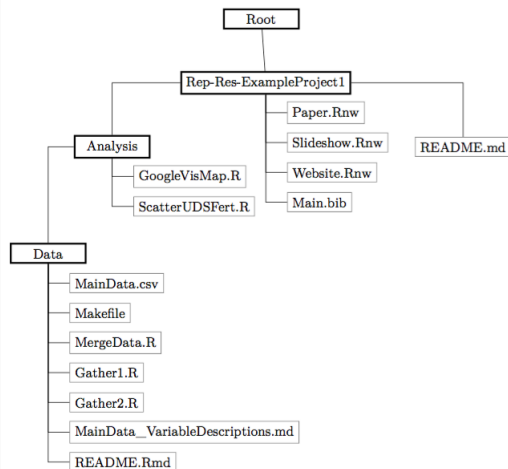 Root
Rep-Res-ExampleProject1
Paper.Rnw
Slideshow.Rnw
Website.Rnw
Main.bib
README.md
Analysis
GoogleVisMap.R
ScatterUDSFert.R
Data
MainData.csv
Makefile
MergeData.R
Gather1.R
Gather2.R
MainData_VariableDescriptions.md
README.Rmd